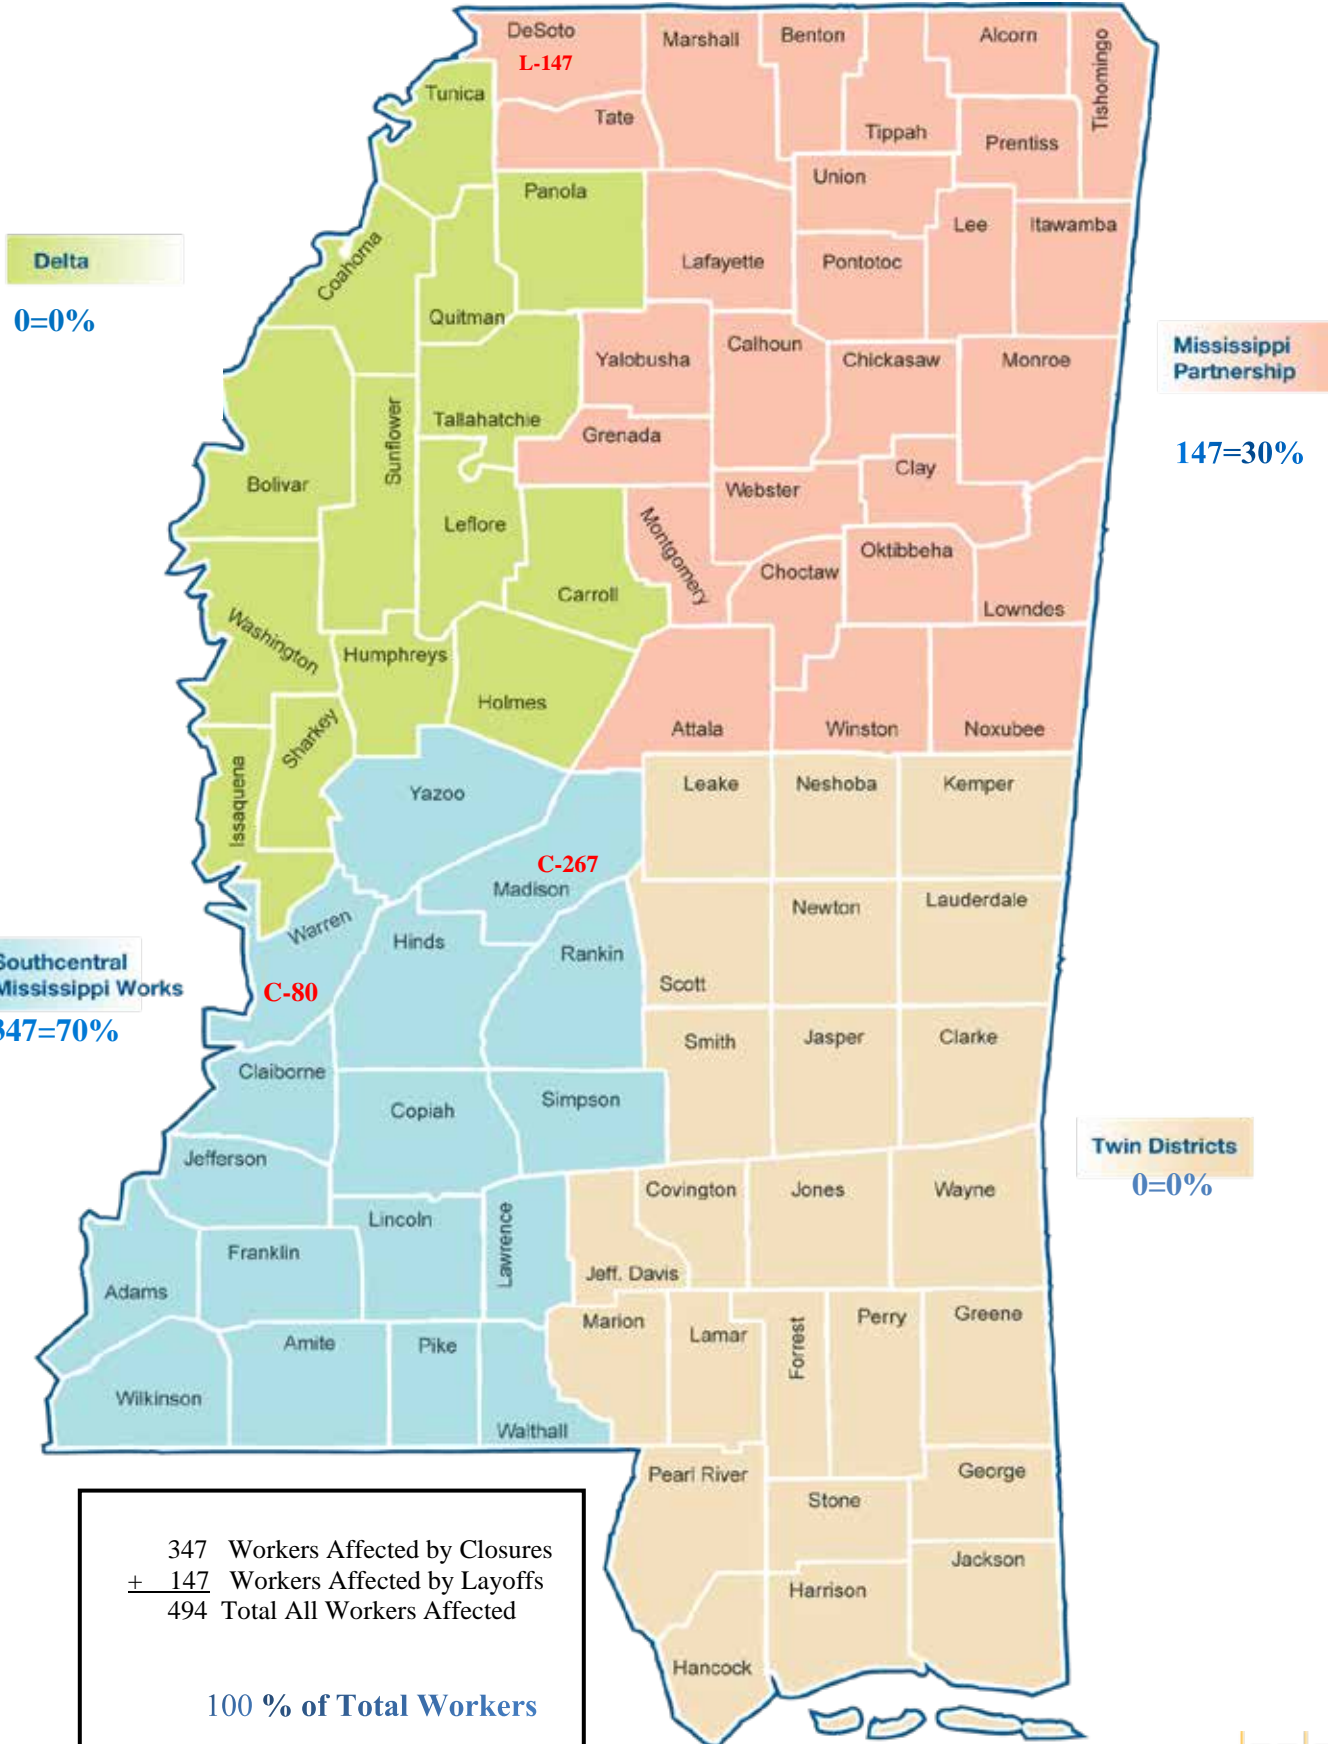 DeSoto
L-147
Marshall
Benton
Alcorn
Tishomingo
Tunica
Tate
Tippah
Prentiss
Panola
Union
Lee
Itawamba
Coahoma
Lafayette
Pontotoc
Delta
0=0%
Quitman
Yalobusha
Calhoun
Chickasaw
Monroe
Mississippi
Partnership
147=30%
Sunflower
Tallahatchie
Grenada
Bolivar
Webster
Clay
Leflore
Montgomery
Carroll
Choctaw
Oktibbeha
Lowndes
Washington
Humphreys
Holmes
Attala
Winston
Noxubee
Sharkey
Issaquena
Yazoo
Leake
Neshoba
Kemper
C-267
Madison
Newton
Lauderdale
Warren
Hinds
Rankin
Scott
Southcentral
Mississippi Works
347=70%
C-80
Smith
Jasper
Clarke
Claiborne
Copiah
Simpson
Twin Districts
0=0%
Jefferson
Covington
Jones
Wayne
Lincoln
Lawrence
Franklin
Adams
Jeff. Davis
Marion
Lamar
Forrest
Perry
Greene
Amite
Pike
Wilkinson
Walthall
Pearl River
George
Stone
Jackson
Harrison
Hancock
347 Workers Affected by Closures
+ 147 Workers Affected by Layoffs
494 Total All Workers Affected
100 % of Total Workers